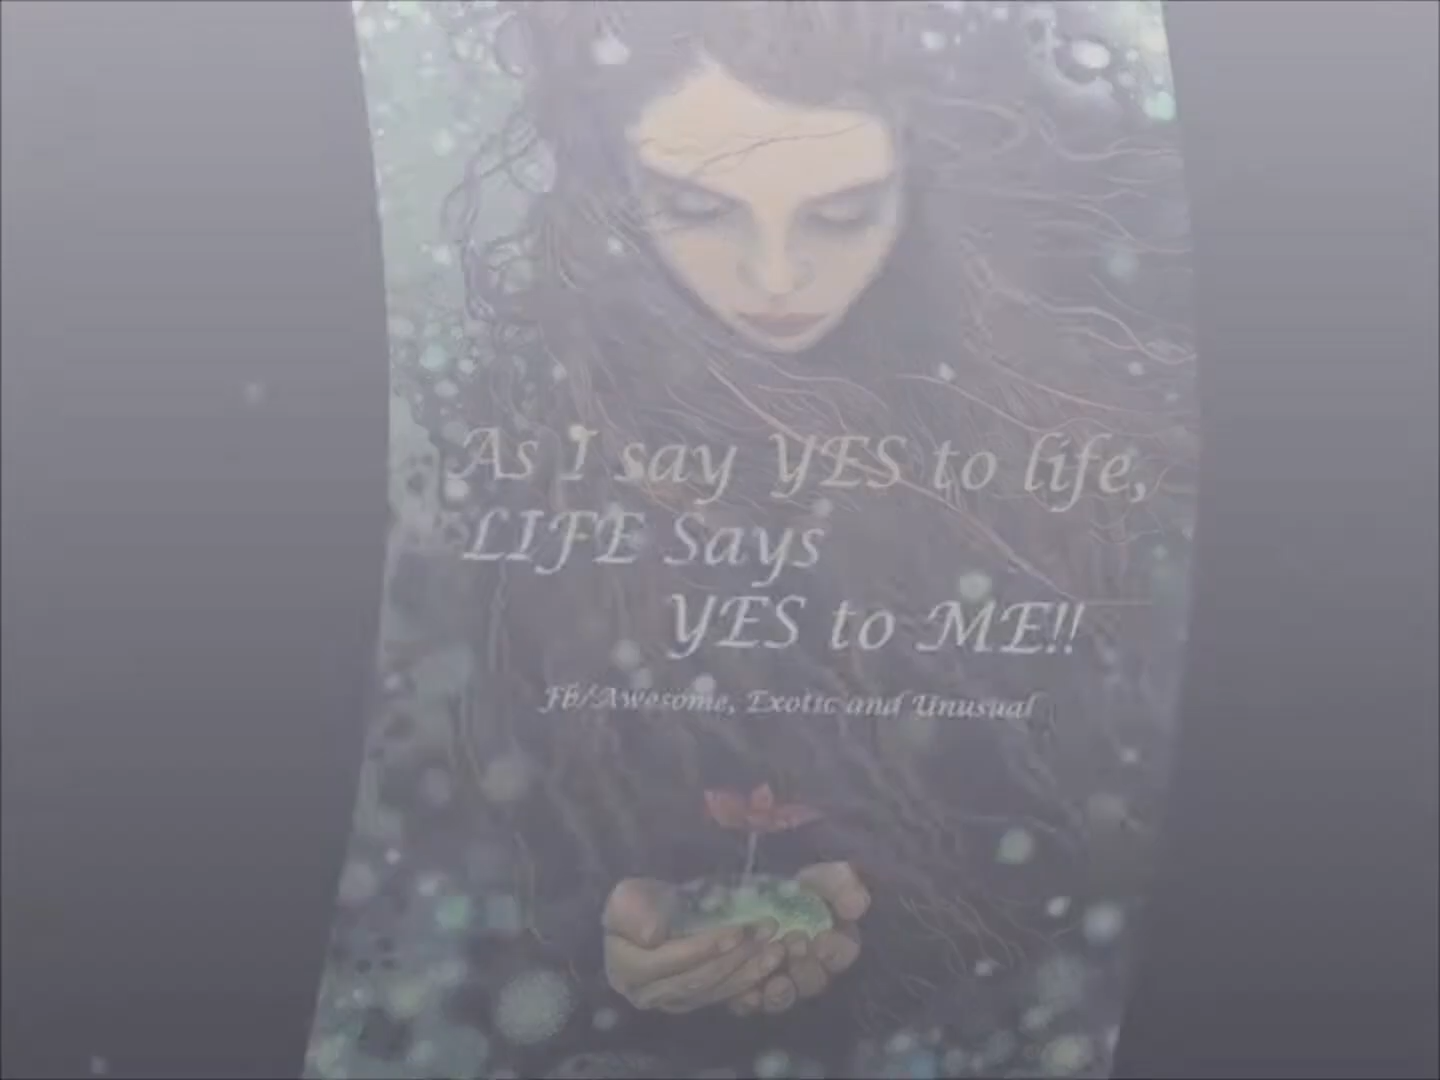 As I say YES to life,
LIFE Says
YES to ME!!
Fb/Awesome, Exotic and Unusual